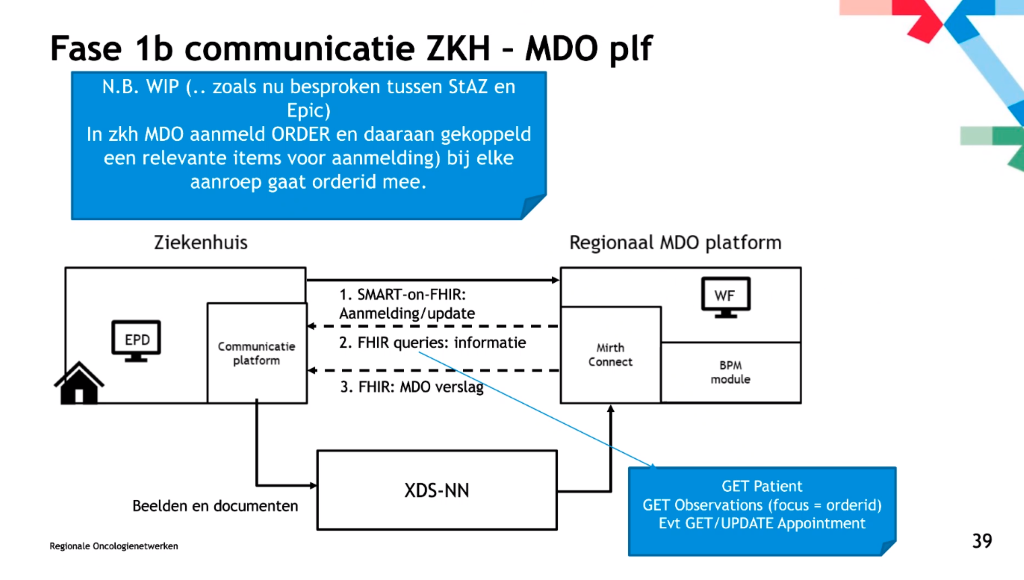 Fase 1b communicatie ZKH – MDO plf
N.B. WIP (.. zoals nu besproken tussen StAZ en
Epic)
In zkh MDO aanmeld ORDER en daaraan gekoppeld
een relevante items voor aanmelding) bij elke
aanroep gaat orderid mee.
Ziekenhuis
Regionaal MDO platform
EPD
Communicatie
platform
1. SMART-on-FHIR:
Aanmelding/update
2. FHIR queries: informatie
3. FHIR: MDO verslag
WF
Mirth
Connect
BPM
module
XDS-NN
Beelden en documenten
GET Patient
GET Observations (focus = orderid)
Evt GET/UPDATE Appointment
Regionale Oncologienetwerken
39